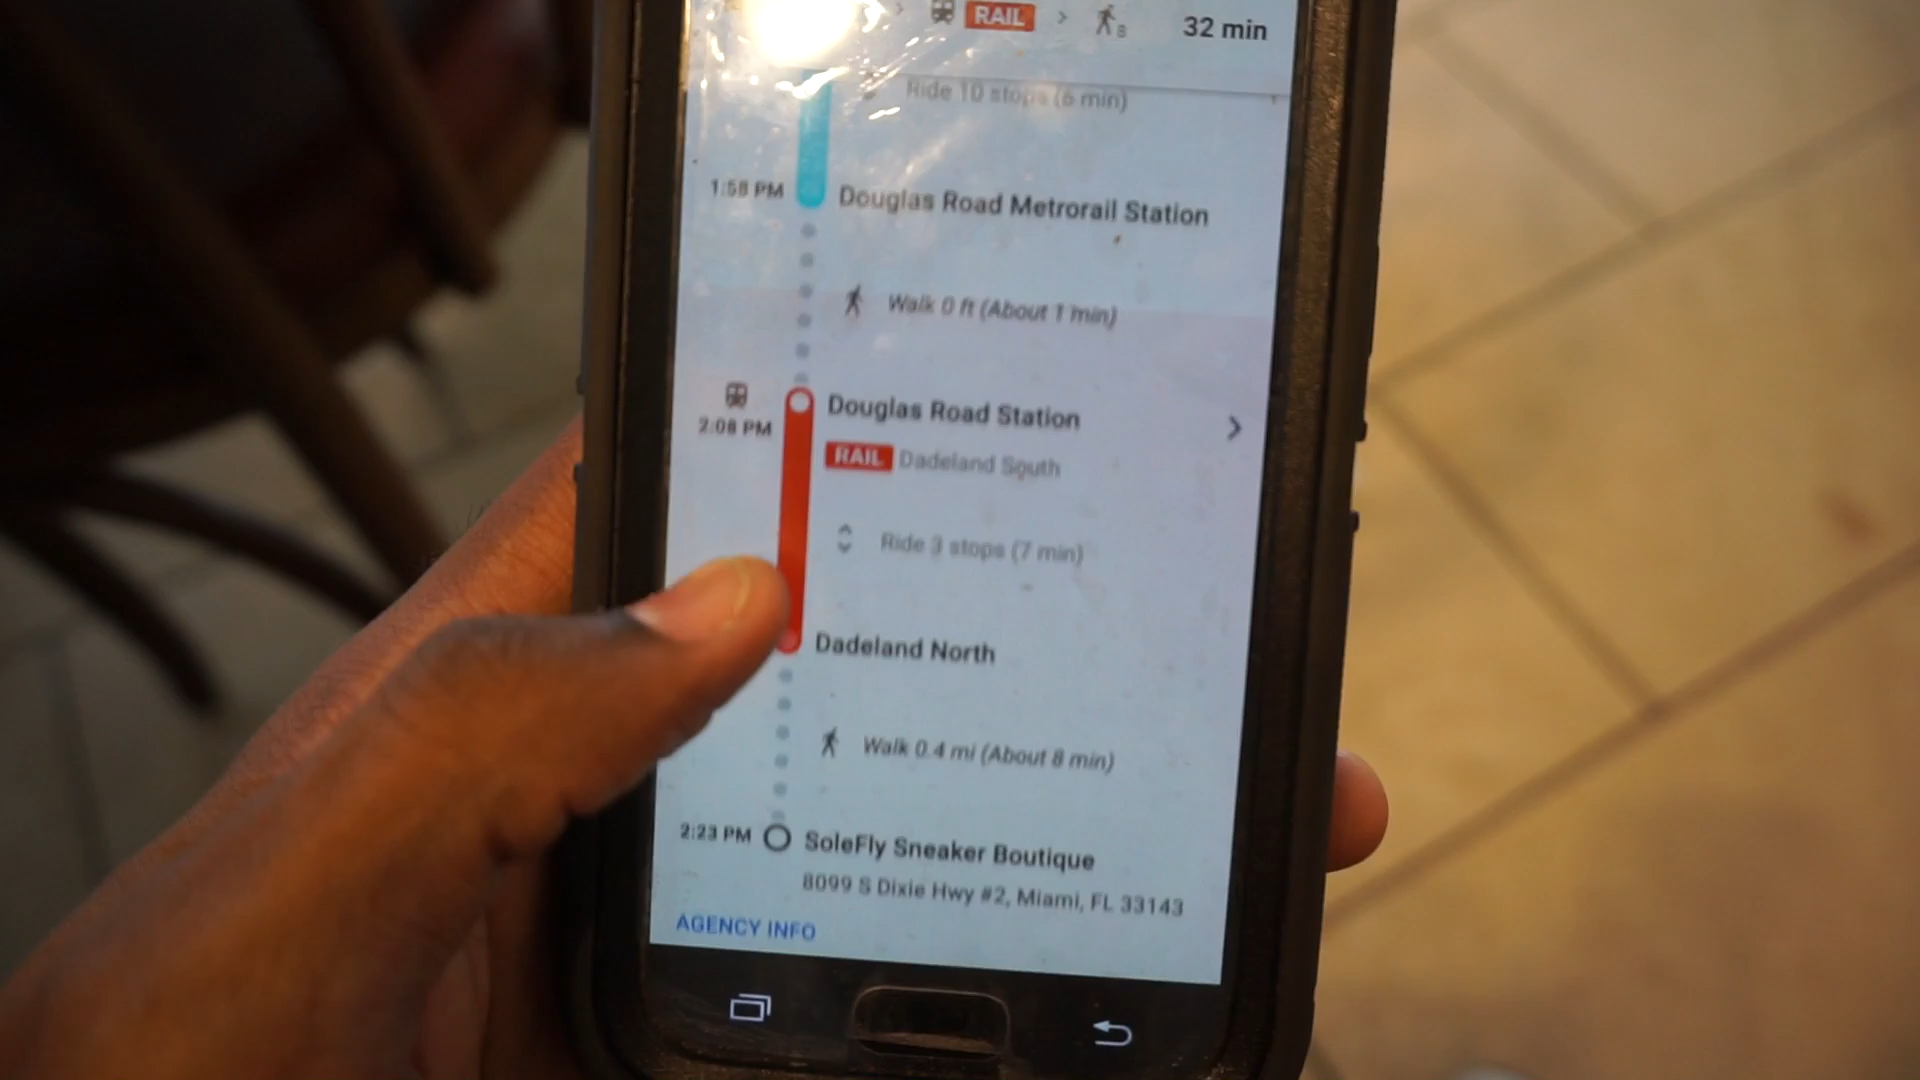 RAIL > 8 32 min
Ride 10 stops (6 min)
1:58 PM Douglas Road Metrorail Station
Walk 0 ft (About 1 min)
Douglas Road Station
2:08 PM
RAIL Dadeland South
Ride 3 stops (7 min)
Dadeland North
Walk 0.4 mi (About 8 min)
2:23 PM SoleFly Sneaker Boutique
8099 S Dixie Hwy #2, Miami, FL 33143
AGENCY INFO